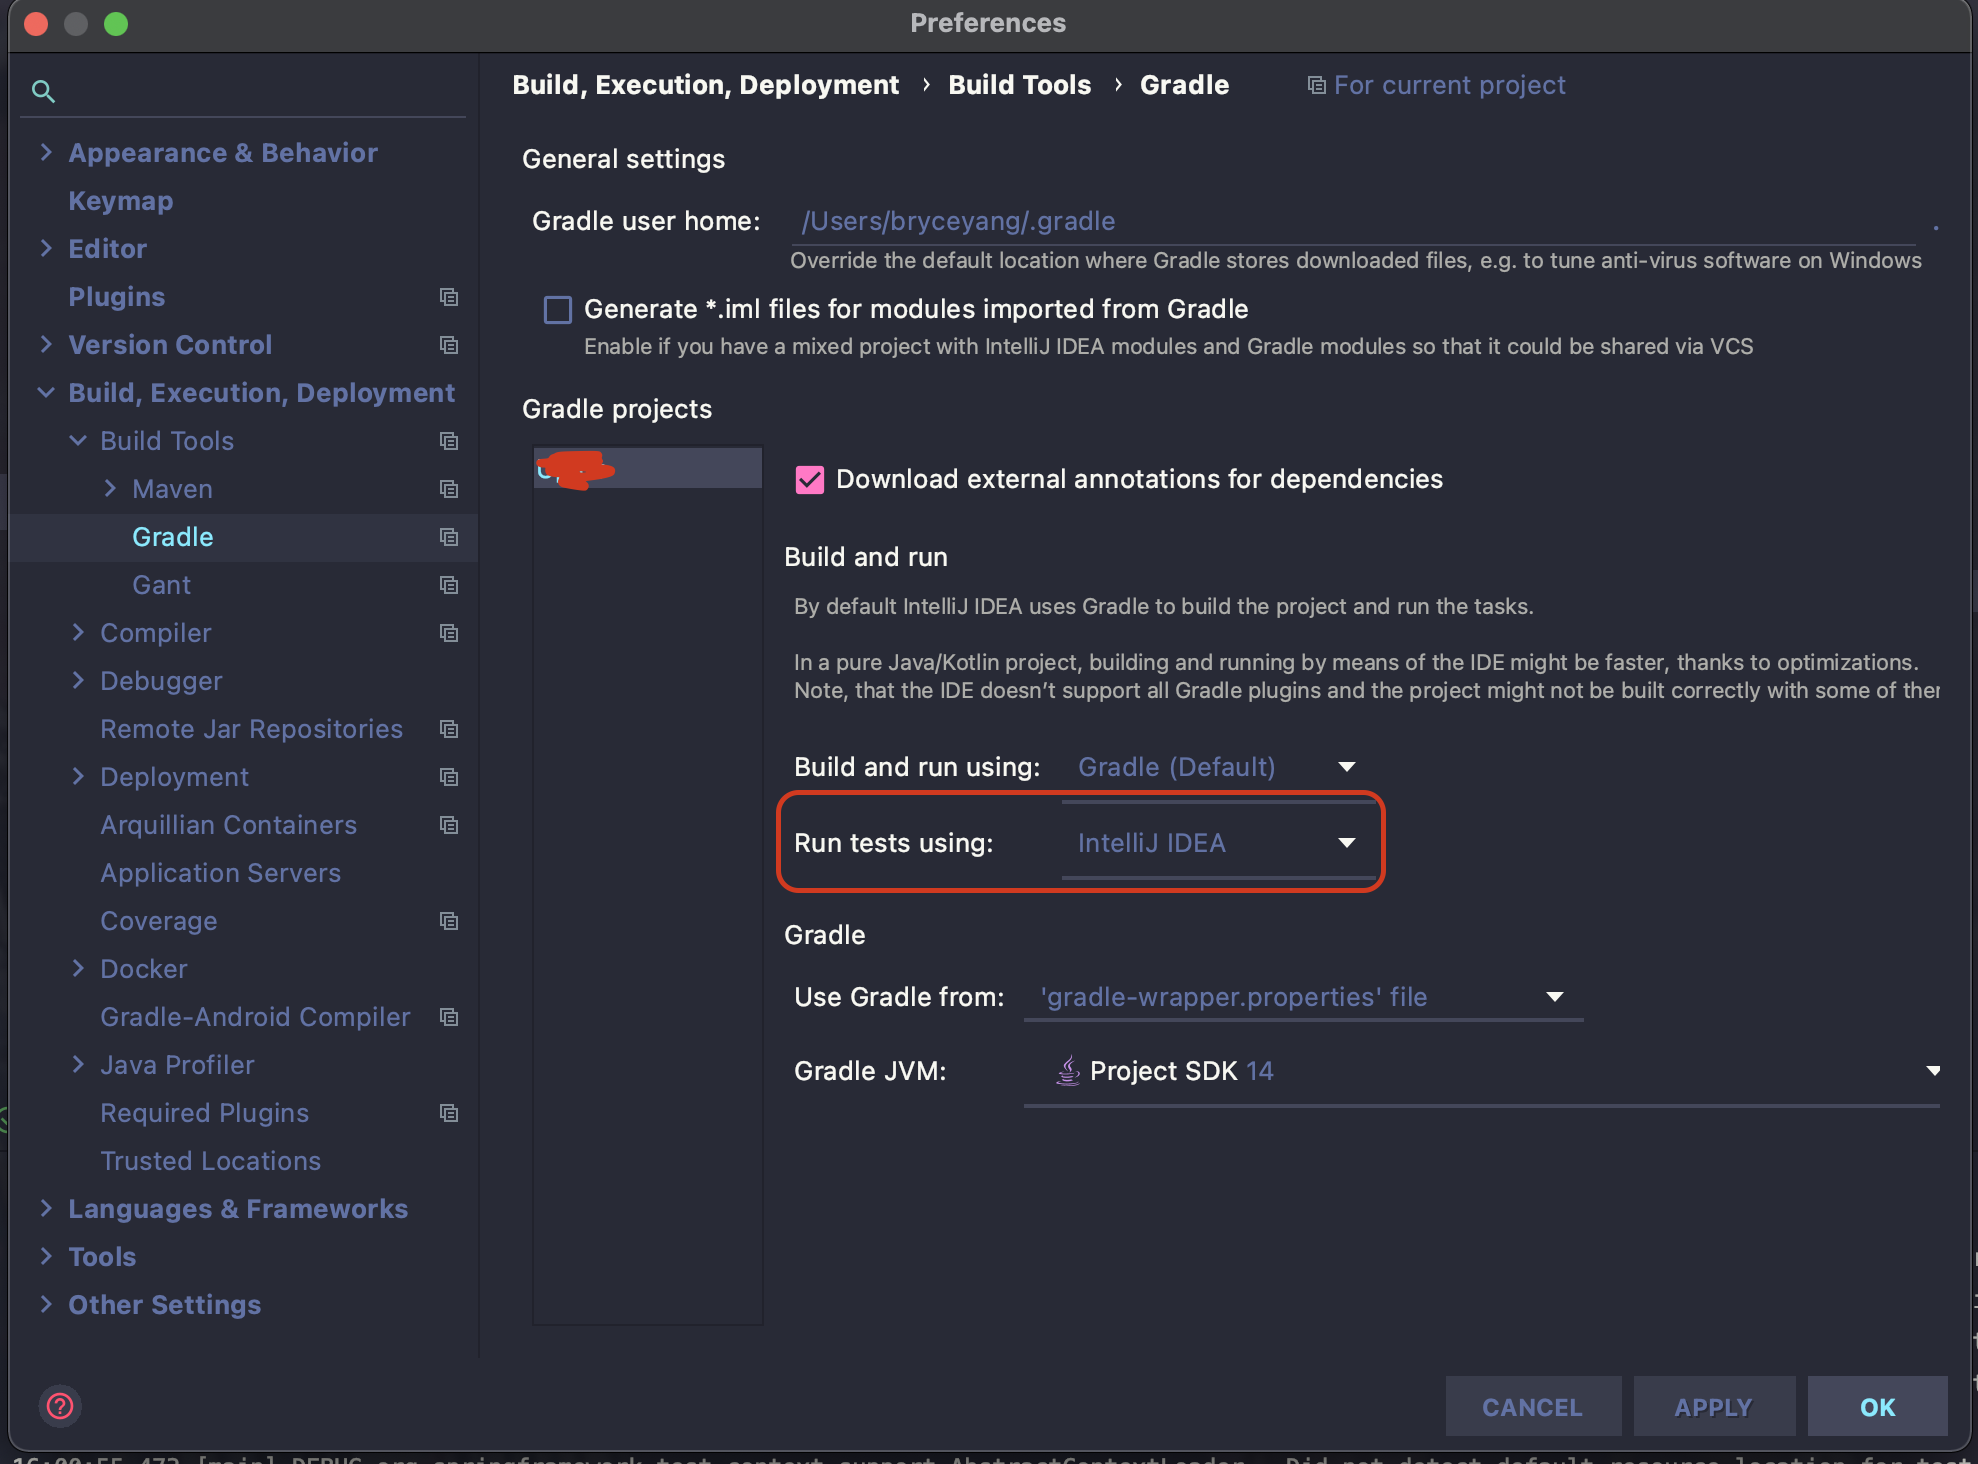 Preferences
Build, Execution, Deployment › Build Tools › Gradle
For current project
Appearance & Behavior
Keymap
Editor
Plugins
Version Control
Build, Execution, Deployment
Build Tools
Maven
Gradle
Gant
Compiler
Debugger
Remote Jar Repositories
Deployment
Arquillian Containers
Application Servers
Coverage
Docker
Gradle-Android Compiler
Java Profiler
Required Plugins
Trusted Locations
Languages & Frameworks
Tools
Other Settings
General settings
Gradle user home: /Users/bryceyang/.gradle
Override the default location where Gradle stores downloaded files, e.g. to tune anti-virus software on Windows
Generate *.iml files for modules imported from Gradle
Enable if you have a mixed project with IntelliJ IDEA modules and Gradle modules so that it could be shared via VCS
Gradle projects
Download external annotations for dependencies
Build and run
By default IntelliJ IDEA uses Gradle to build the project and run the tasks.
In a pure Java/Kotlin project, building and running by means of the IDE might be faster, thanks to optimizations.
Note, that the IDE doesn't support all Gradle plugins and the project might not be built correctly with some of
Build and run using: Gradle (Default)
Run tests using: IntelliJ IDEA
Gradle
Use Gradle from: 'gradle-wrapper.properties' file
Gradle JVM: Project SDK 14
?
CANCEL
APPLY
OK